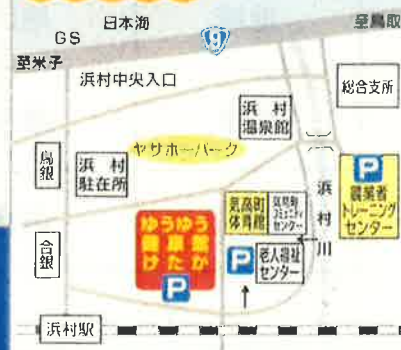 日本海
GS
9
至鳥取
至米子
浜村中央入口
総合支所
浜村
温泉館
ヤサホーパーク
鳥銀
浜村
駐在所
P
農業者
トレーニング
センター
浜村川
気高町
体育館
気高町
コミュニティ
センター
ゆうゆう
健康館
けたか
P
合銀
P
老人福祉
センター
浜村駅